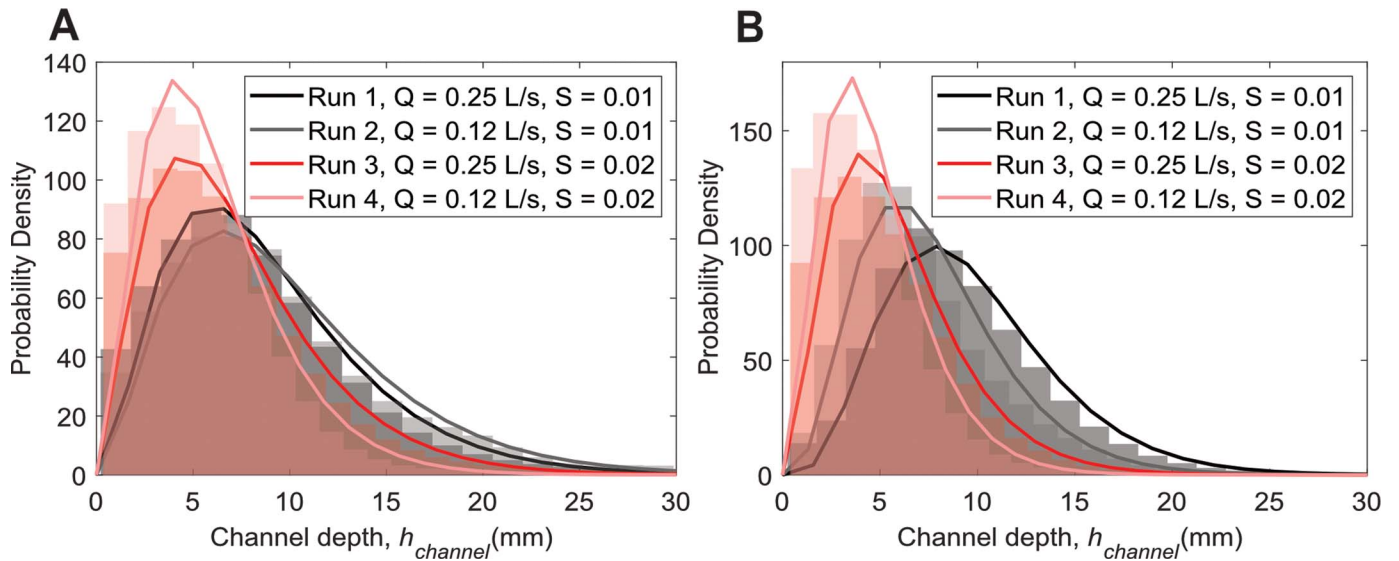 A
Probability Density
140
120
100
80
60
40
20
0
Run 1, Q = 0.25 L/s, S = 0.01
Run 2, Q = 0.12 L/s, S = 0.01
Run 3, Q = 0.25 L/s, S = 0.02
Run 4, Q = 0.12 L/s, S = 0.02
0 5 10 15 20 25 30
Channel depth, h_channel(mm)
B
Probability Density
150
100
50
0
Run 1, Q = 0.25 L/s, S = 0.01
Run 2, Q = 0.12 L/s, S = 0.01
Run 3, Q = 0.25 L/s, S = 0.02
Run 4, Q = 0.12 L/s, S = 0.02
0 5 10 15 20 25 30
Channel depth, h_channel(mm)